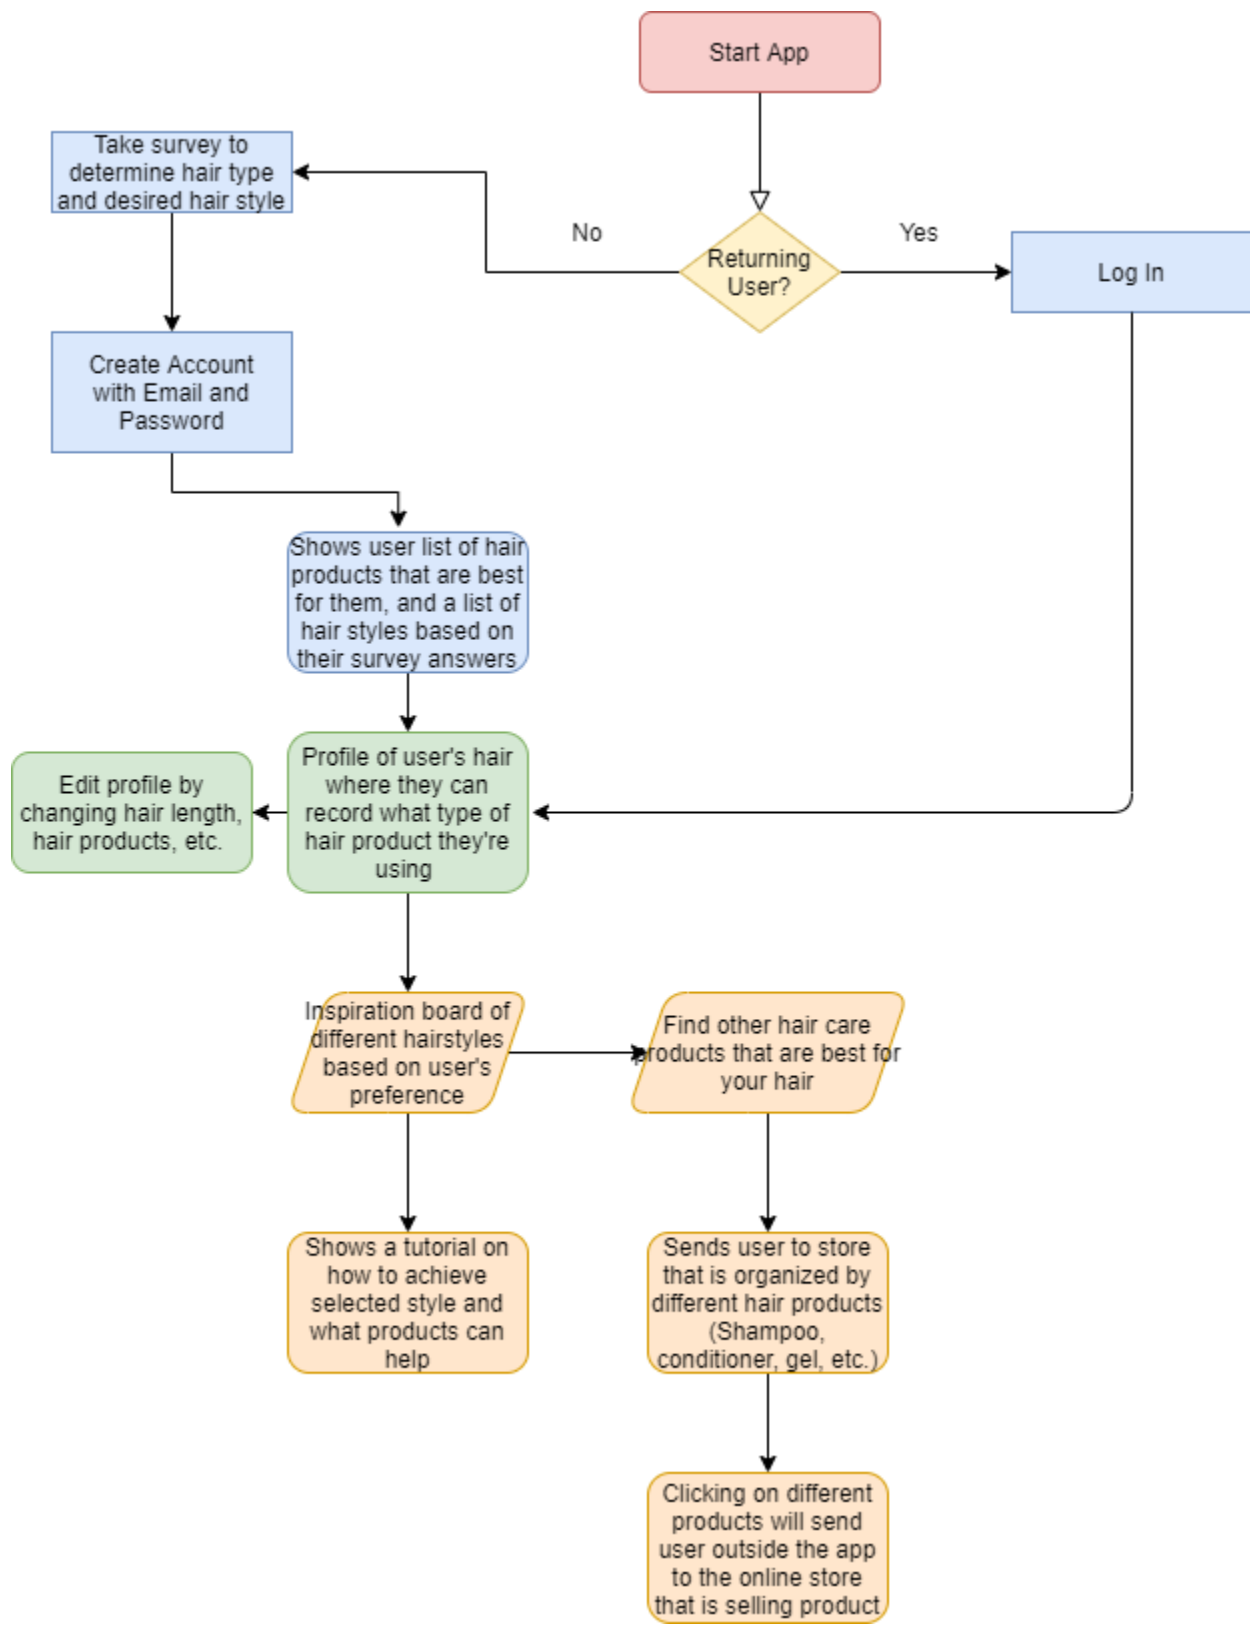 Start App
Take survey to
determine hair type
and desired hair style
No
Yes
Returning
User?
Log In
Create Account
with Email and
Password
Shows user list of hair
products that are best
for them, and a list of
hair styles based on
their survey answers
Edit profile by
changing hair length,
hair products, etc.
Profile of user's hair
where they can
record what type of
hair product they're
using
Inspiration board of
different hairstyles
based on user's
preference
Find other hair care
products that are best for
your hair
Shows a tutorial on
how to achieve
selected style and
what products can
help
Sends user to store
that is organized by
different hair products
(Shampoo,
conditioner, gel, etc.)
Clicking on different
products will send
user outside the app
to the online store
that is selling product